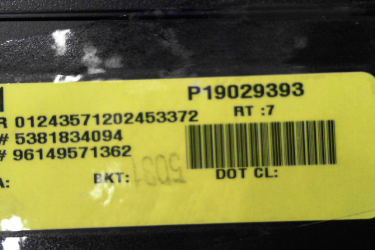 P19029393
R 01243571202453372 RT :7
# 5381834094
# 96149571362
A: BKT: DOT CL: